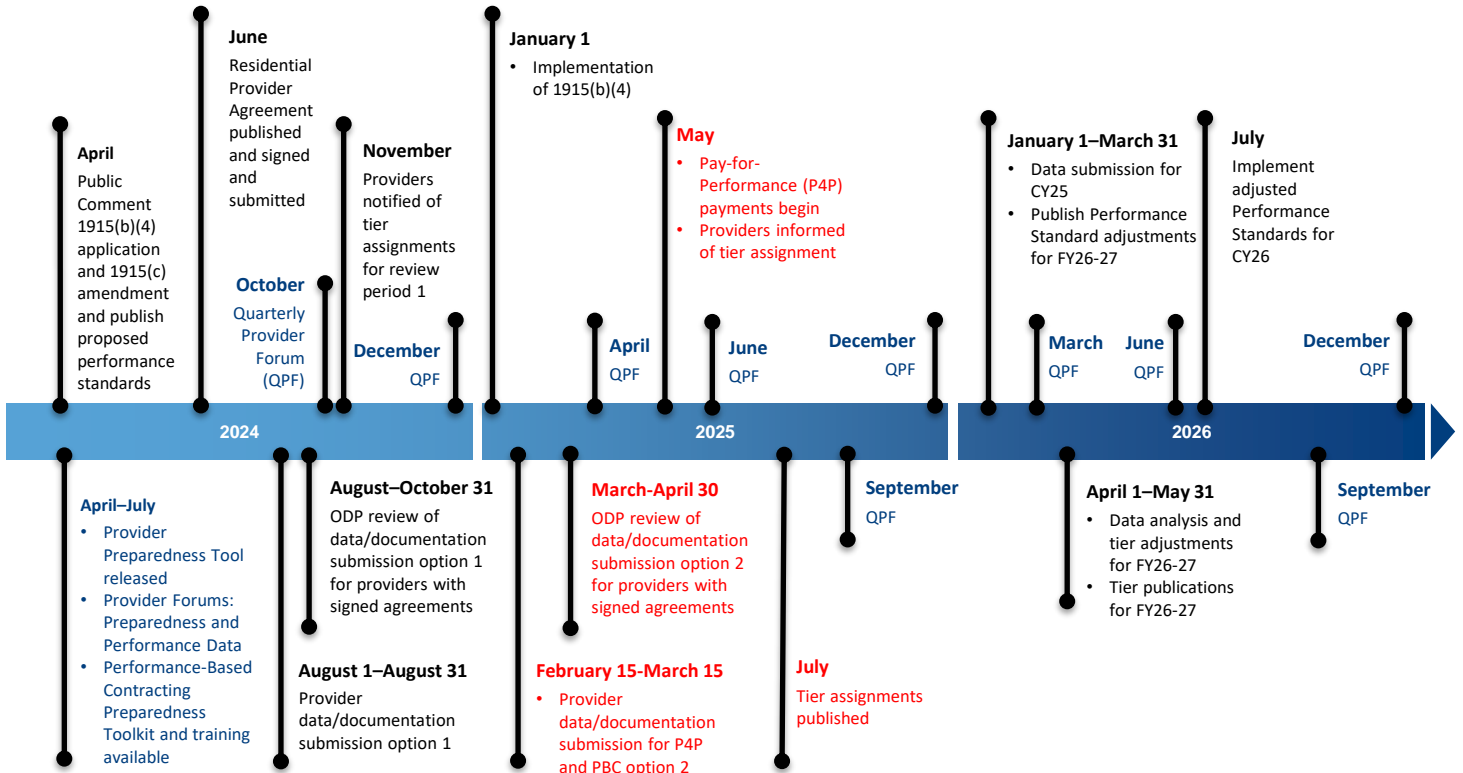 June
Residential
Provider
Agreement
published
and signed
and
submitted
January 1
• Implementation
of 1915(b)(4)
April
Public
Comment
1915(b)(4)
application
and 1915(c)
amendment
and publish
proposed
performance
standards
November
Providers
notified of
tier
assignments
for review
period 1
May
• Pay-for-
Performance (P4P)
payments begin
• Providers informed
of tier assignment
January 1–March 31
• Data submission for
CY25
• Publish Performance
Standard adjustments
for FY26-27
July
Implement
adjusted
Performance
Standards for
CY26
October
Quarterly
Provider
Forum
(QPF)
December
QPF
April
QPF
June
QPF
December
QPF
March
QPF
June
QPF
December
QPF
2024
2025
2026
April–July
• Provider
Preparedness Tool
released
• Provider Forums:
Preparedness and
Performance Data
• Performance-Based
Contracting
Preparedness
Toolkit and training
available
August–October 31
ODP review of
data/documentation
submission option 1
for providers with
signed agreements
August 1–August 31
Provider
data/documentation
submission option 1
March-April 30
ODP review of
data/documentation
submission option 2
for providers with
signed agreements
February 15-March 15
• Provider
data/documentation
submission for P4P
and PBC option 2
July
Tier assignments
published
September
QPF
April 1–May 31
• Data analysis and
tier adjustments
for FY26-27
• Tier publications
for FY26-27
September
QPF